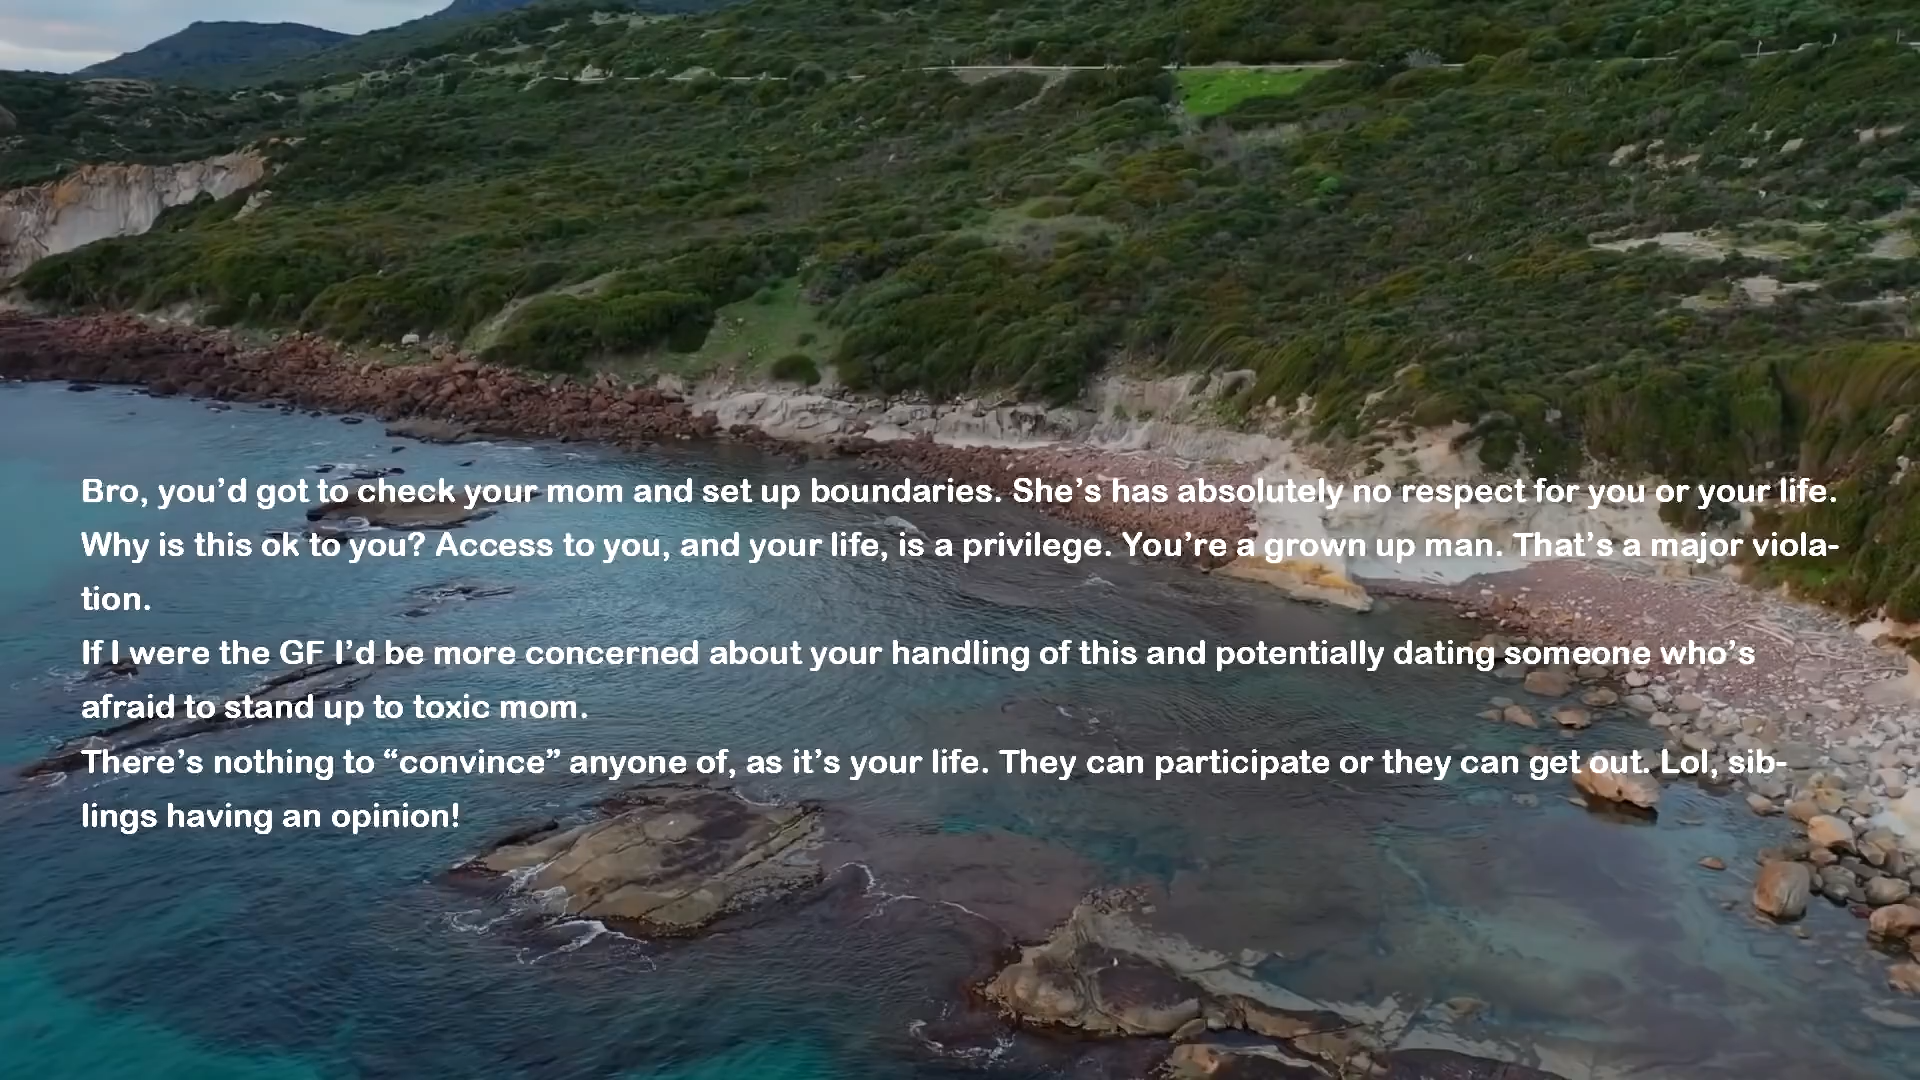 Bro, you’d got to check your mom and set up boundaries. She’s has absolutely no respect for you or your life.
Why is this ok to you? Access to you, and your life, is a privilege. You’re a grown up man. That’s a major viola-
tion.
If I were the GF I’d be more concerned about your handling of this and potentially dating someone who’s
afraid to stand up to toxic mom.
There’s nothing to “convince” anyone of, as it’s your life. They can participate or they can get out. Lol, sib-
lings having an opinion!